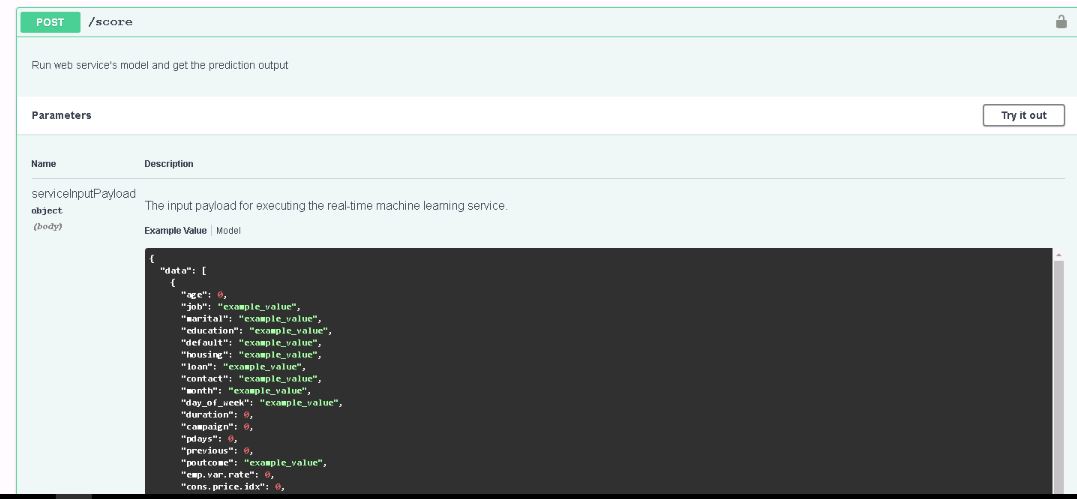 POST /score
Run web service's model and get the prediction output
Parameters
Try it out
Name Description
serviceInputPayload
object
(body)
The input payload for executing the real-time machine learning service.
Example Value | Model
{
"data": [
{
"age": 0,
"job": "example_value",
"marital": "example_value",
"education": "example_value",
"default": "example_value",
"housing": "example_value",
"loan": "example_value",
"contact": "example_value",
"month": "example_value",
"day_of_week": "example_value",
"duration": 0,
"campaign": 0,
"pdays": 0,
"previous": 0,
"poutcome": "example_value",
"emp.var.rate": 0,
"cons.price.idx": 0,